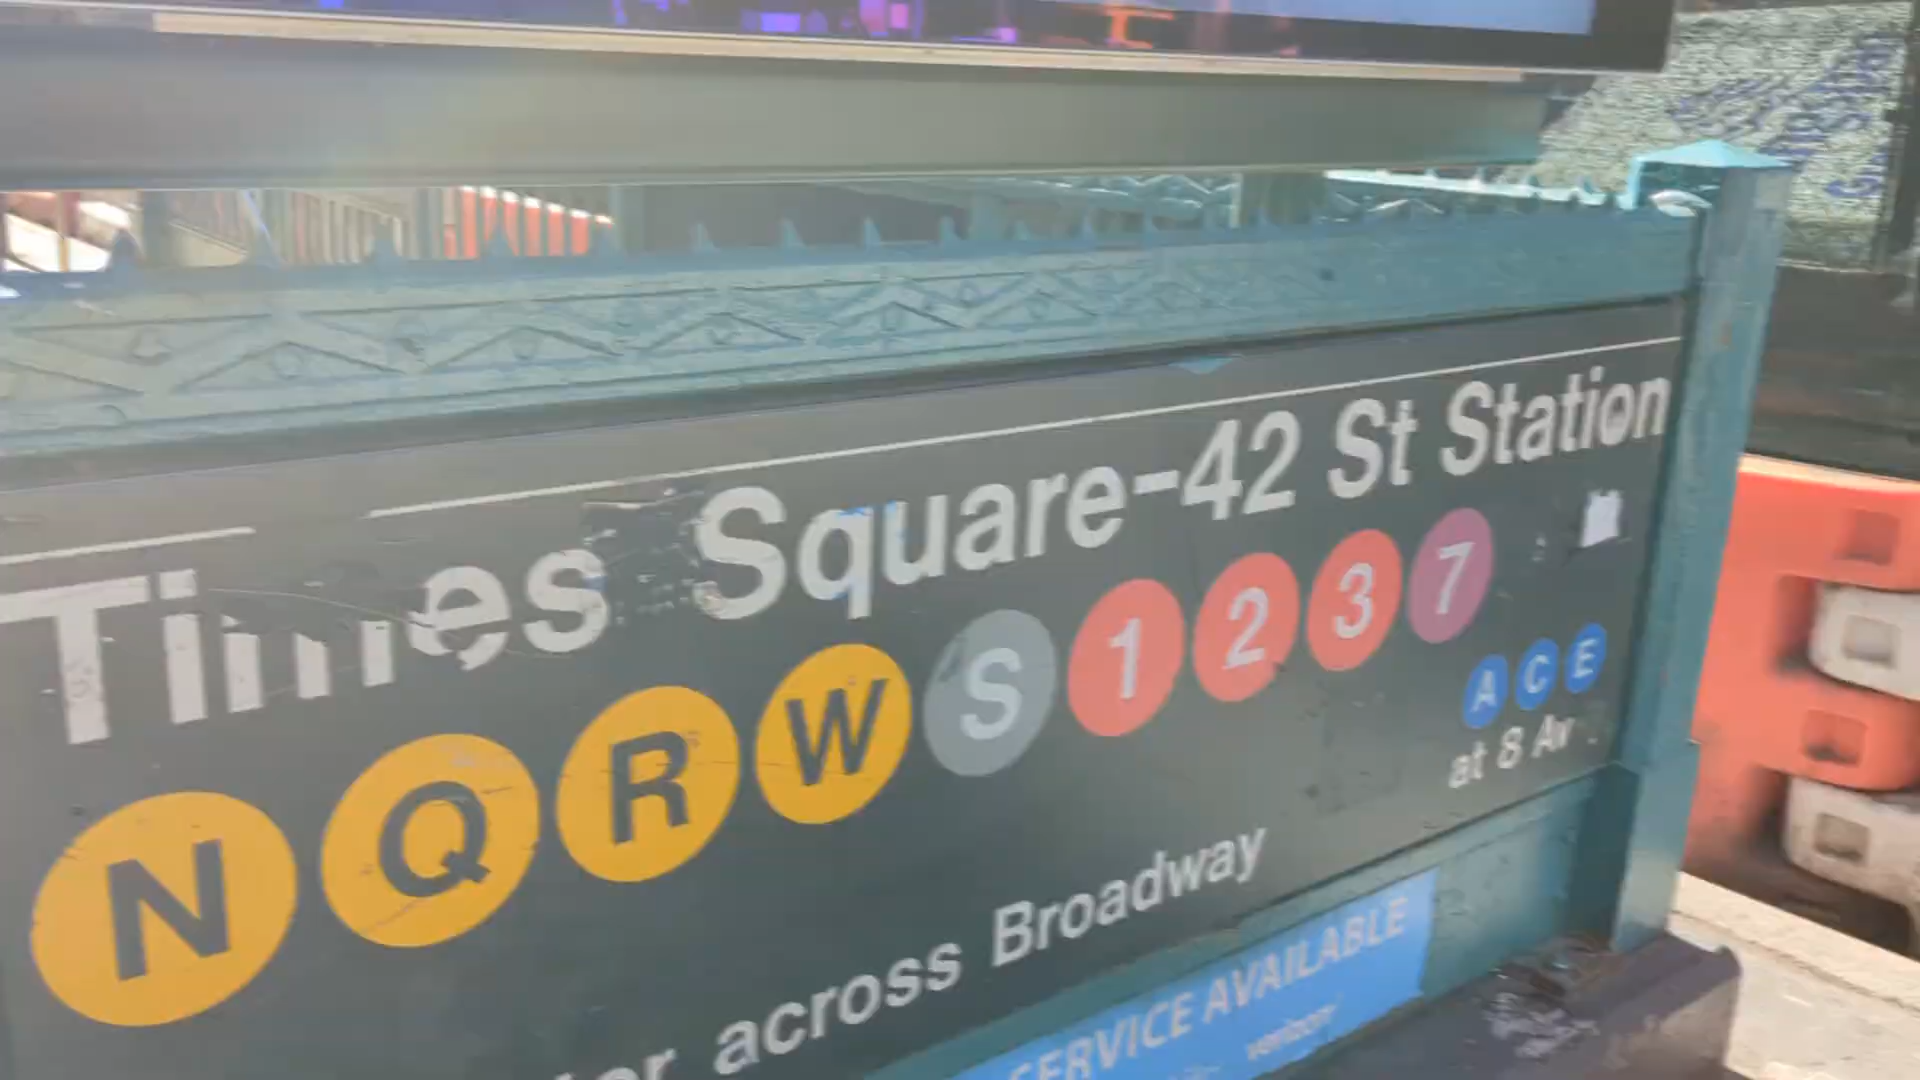 Times Square-42 St Station
N Q R W S 1 2 3 7
A C E
at 8 Av
across Broadway
SERVICE AVAILABLE
verizon